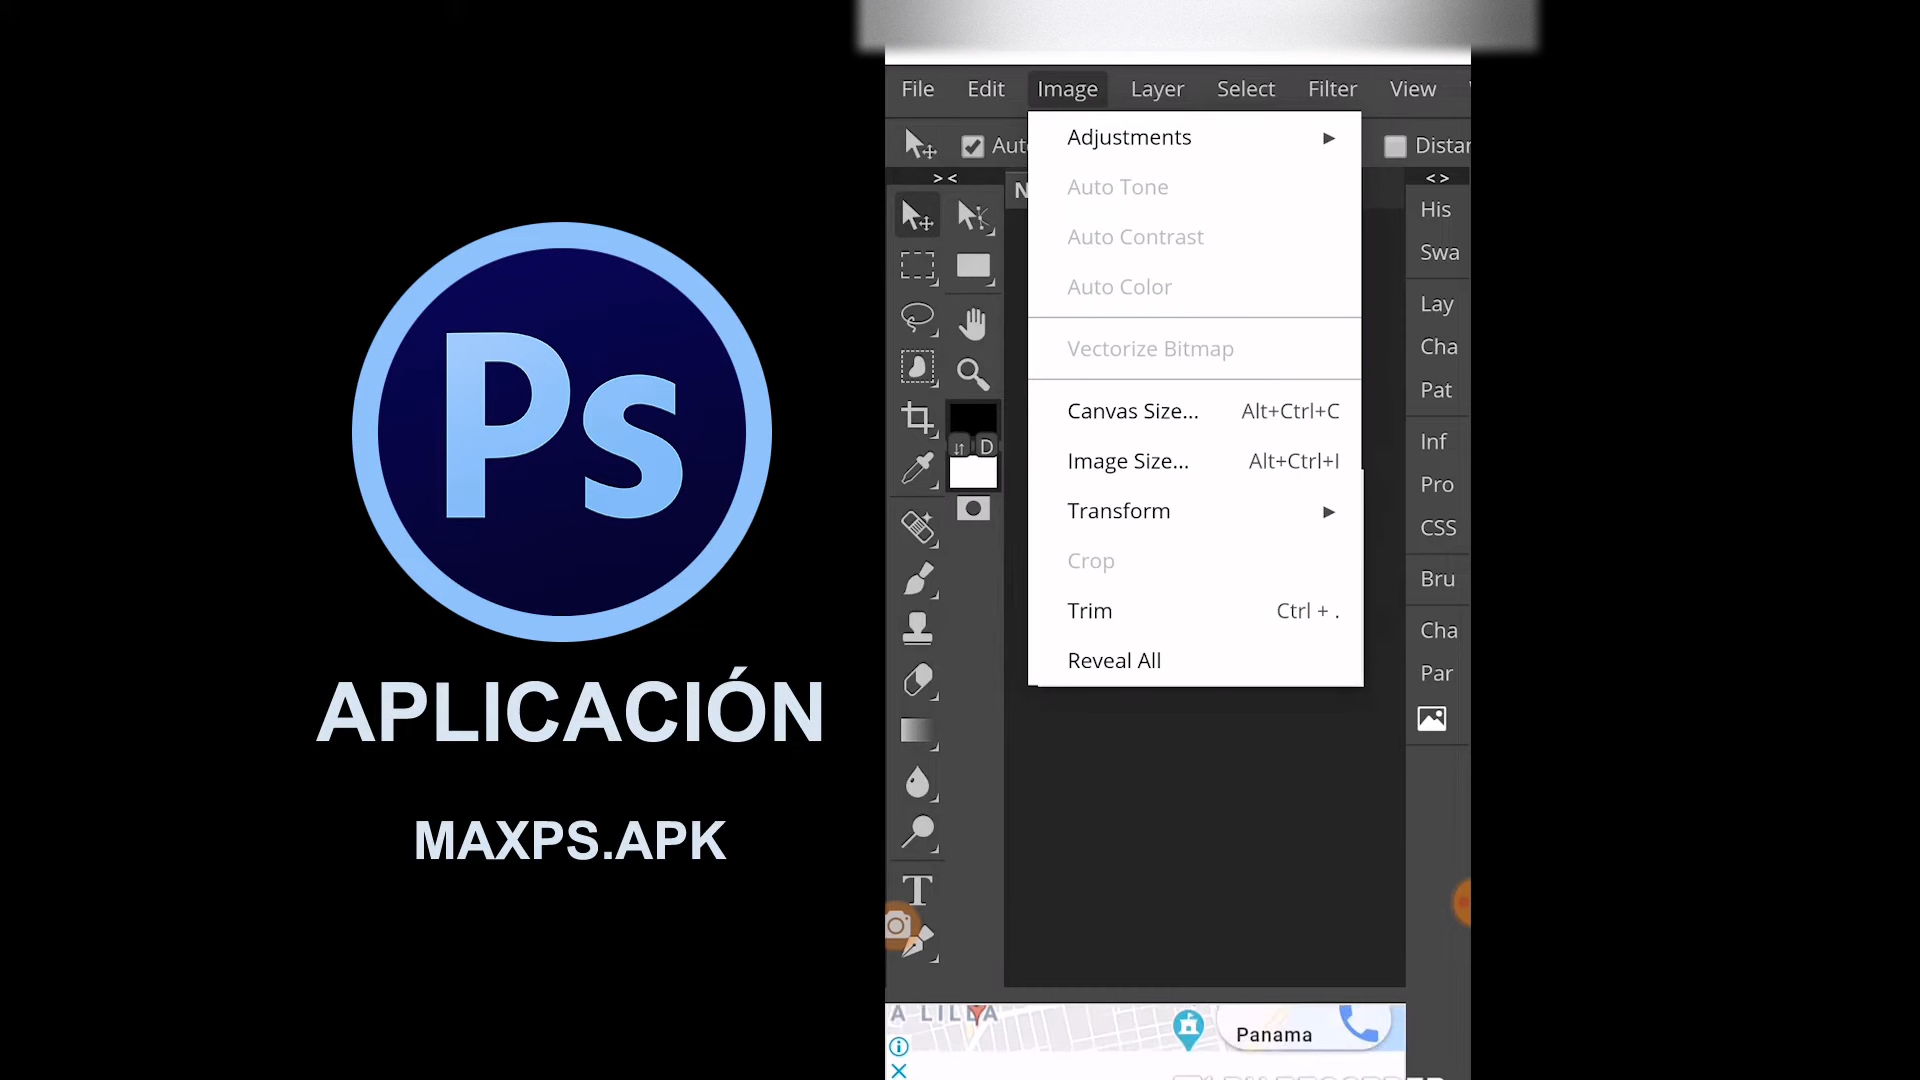 Ps
APLICACIÓN
MAXPS.APK
File Edit Image Layer Select Filter View
Distan
> <
N
< >
Adjustments
Auto Tone
Auto Contrast
Auto Color
Vectorize Bitmap
Canvas Size... Alt+Ctrl+C
Image Size... Alt+Ctrl+I
Transform
Crop
Trim Ctrl + .
Reveal All
D
T
His
Swa
Lay
Cha
Pat
Inf
Pro
CSS
Bru
Cha
Par
A LILLA
Panama